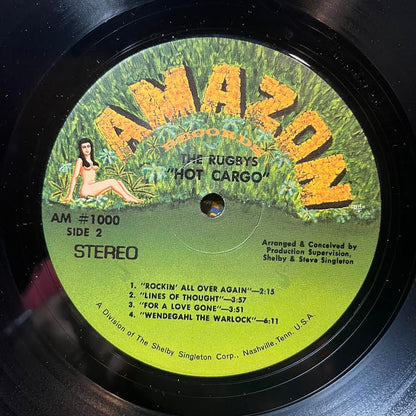 AMAZON
RECORDS
THE RUGBYS
"HOT CARGO"
AM #1000
SIDE 2
STEREO
Arranged & Conceived by
Production Supervision,
Shelby & Steve Singleton
1. "ROCKIN' ALL OVER AGAIN"—2:15
2. "LINES OF THOUGHT"—3:57
3. "FOR A LOVE GONE"—3:51
4. "WENDEGAHL THE WARLOCK"—6:11
A Division of The Shelby Singleton Corp., Nashville, Tenn. U.S.A.